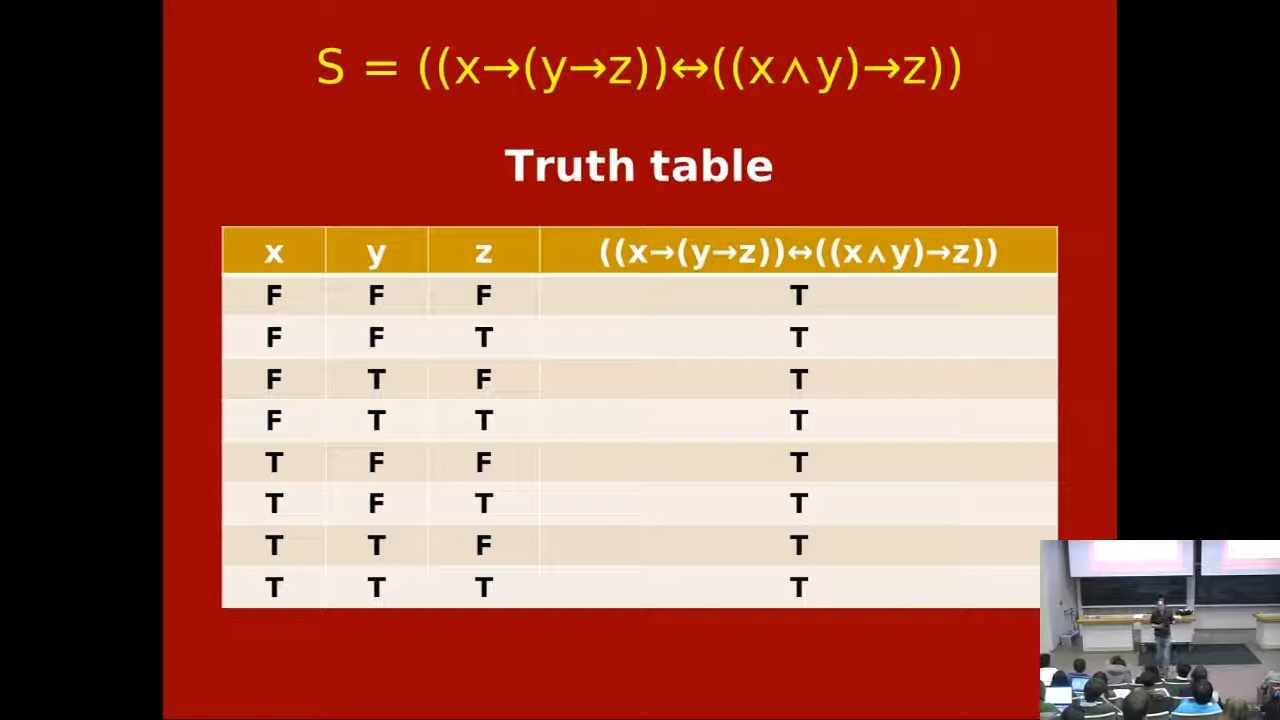 S = ((x→(y→z))↔((x∧y)→z))
Truth table
x y z ((x→(y→z))↔((x∧y)→z))
F F F T
F F T T
F T F T
F T T T
T F F T
T F T T
T T F T
T T T T